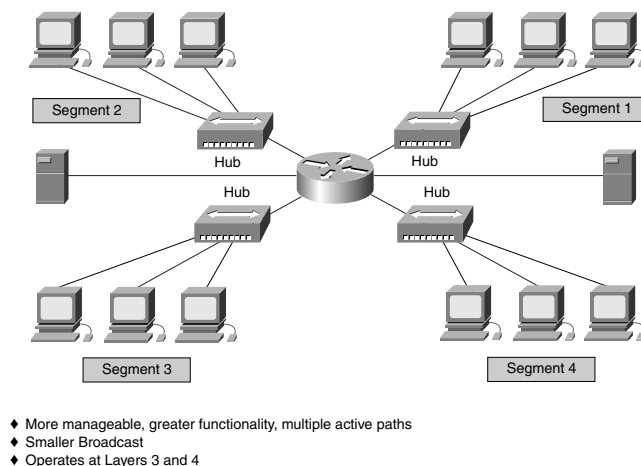 Segment 2
Segment 1
Hub
Hub
Hub
Hub
Segment 3
Segment 4
♦ More manageable, greater functionality, multiple active paths
♦ Smaller Broadcast
♦ Operates at Layers 3 and 4